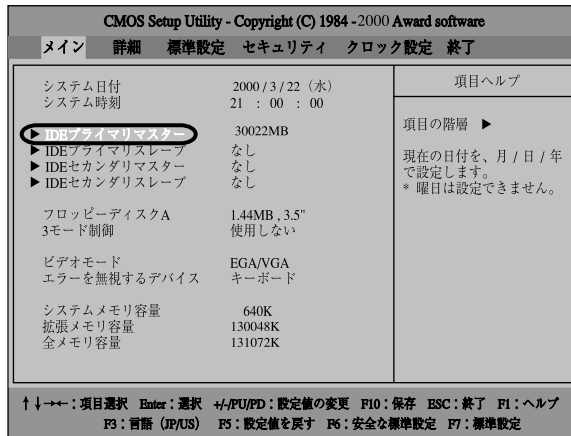 CMOS Setup Utility - Copyright (C) 1984 -2000 Award software
メイン 詳細 標準設定 セキュリティ クロック設定 終了
システム日付 2000 / 3 / 22（水）
システム時刻 21 : 00 : 00
▶ IDEプライマリマスター 30022MB
▶ IDEプライマリスレーブ なし
▶ IDEセカンダリマスター なし
▶ IDEセカンダリスレーブ なし
フロッピーディスクA 1.44MB , 3.5"
3モード制御 使用しない
ビデオモード EGA/VGA
エラーを無視するデバイス キーボード
システムメモリ容量 640K
拡張メモリ容量 130048K
全メモリ容量 131072K
項目ヘルプ
項目の階層 ▶
現在の日付を、月 / 日 / 年
で設定します。
* 曜日は設定できません。
↑↓→←：項目選択 Enter：選択 +/-/PU/PD：設定値の変更 F10：保存 ESC：終了 F1：ヘルプ
F3：言語（JP/US） F5：設定値を戻す F6：安全な標準設定 F7：標準設定